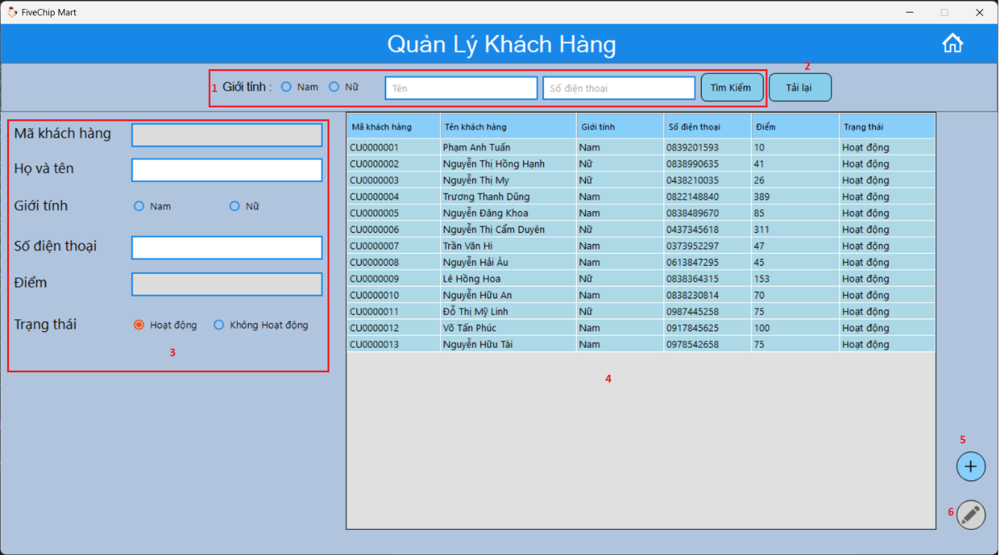 FiveChip Mart
Quản Lý Khách Hàng
2
1 Giới tính : Nam Nữ Tên Số điện thoại Tìm Kiếm Tải lại
Mã khách hàng
Họ và tên
Giới tính Nam Nữ
Số điện thoại
Điểm
Trạng thái Hoạt động Không Hoạt động
3
Mã khách hàng Tên khách hàng Giới tính Số điện thoại Điểm Trạng thái
CU0000001 Phạm Anh Tuấn Nam 0839201593 10 Hoạt động
CU0000002 Nguyễn Thị Hồng Hạnh Nữ 0838990635 41 Hoạt động
CU0000003 Nguyễn Thị My Nữ 0438210035 26 Hoạt động
CU0000004 Trương Thanh Dũng Nam 0822148840 389 Hoạt động
CU0000005 Nguyễn Đăng Khoa Nam 0838489670 85 Hoạt động
CU0000006 Nguyễn Thị Cẩm Duyên Nữ 0437345618 311 Hoạt động
CU0000007 Trần Văn Hi Nam 0373952297 47 Hoạt động
CU0000008 Nguyễn Hải Âu Nam 0613847295 45 Hoạt động
CU0000009 Lê Hồng Hoa Nữ 0838364315 153 Hoạt động
CU0000010 Nguyễn Hữu An Nam 0838230814 70 Hoạt động
CU0000011 Đỗ Thị Mỹ Linh Nữ 0987445258 75 Hoạt động
CU0000012 Võ Tấn Phúc Nam 0917845625 100 Hoạt động
CU0000013 Nguyễn Hữu Tài Nam 0978542658 75 Hoạt động
4
5
6